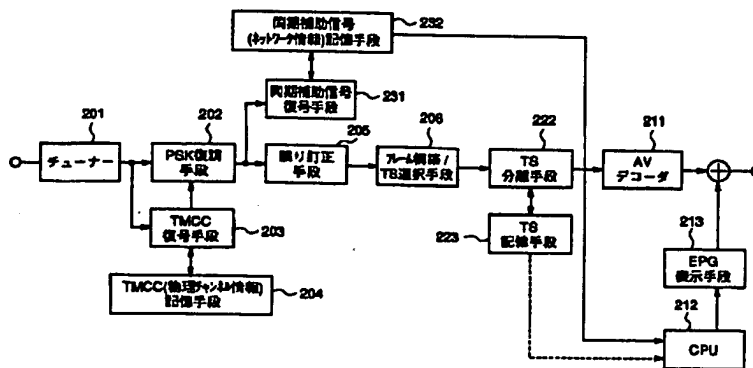 同期補助信号
(ネットワーク情報)記憶手段
232
同期補助信号
復号手段
231
201
チューナー
202
PSK復調
手段
205
誤り訂正
手段
206
フレーム構築/
TS選択手段
222
TS
分離手段
211
AV
デコーダ
TMCC
復号手段
203
223
TS
記憶手段
213
EPG
表示手段
TMCC(物理チャンネル情報)
記憶手段
204
212
CPU